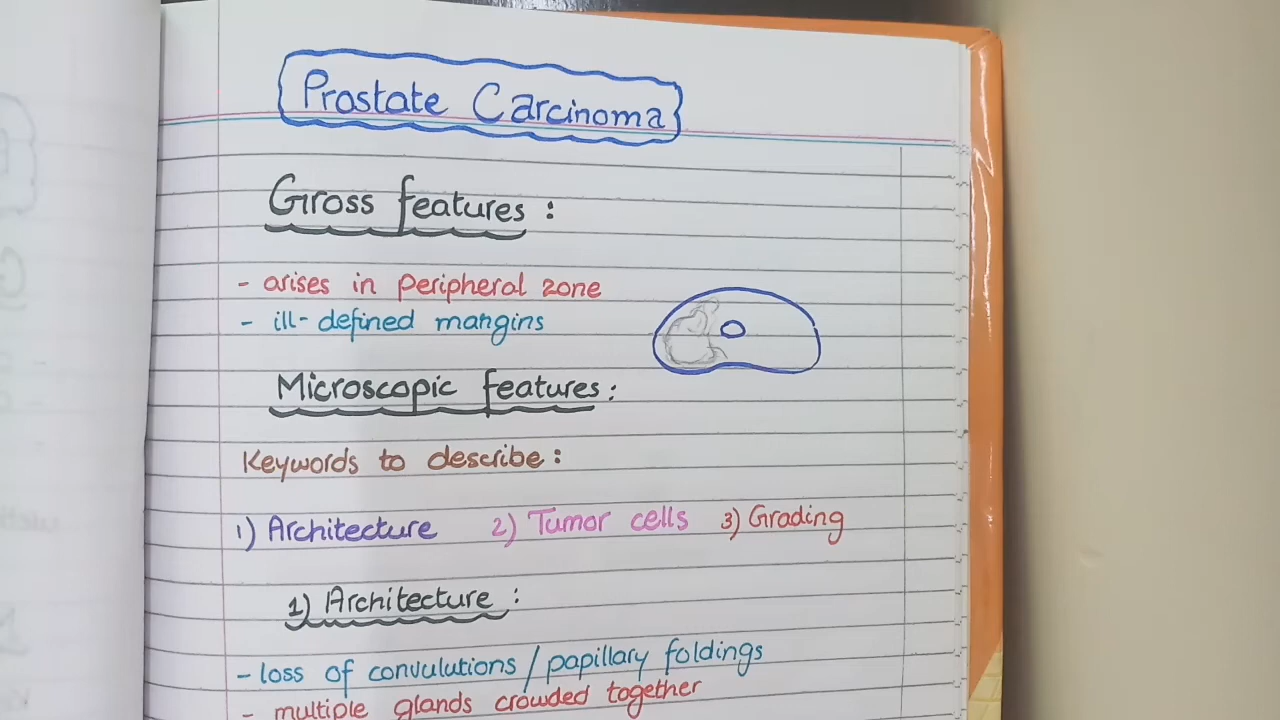 Prostate Carcinoma
Gross features :
- arises in peripheral zone
- ill-defined margins
Microscopic features :
Keywords to describe :
1) Architecture 2) Tumor cells 3) Grading
1) Architecture :
- loss of convulutions / papillary foldings
- multiple glands crowded together